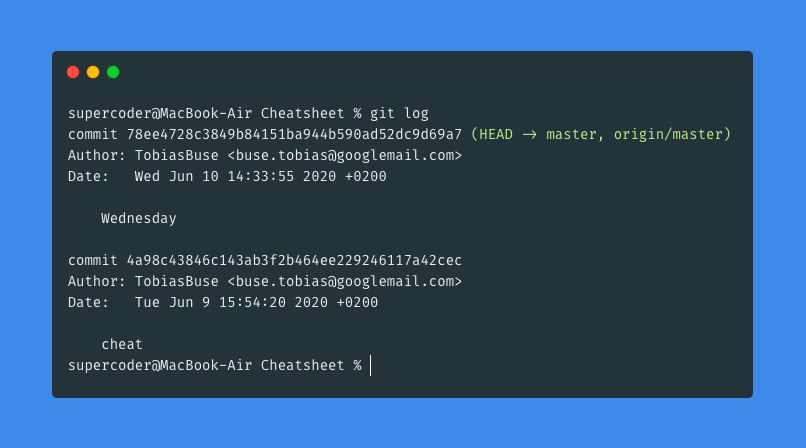 supercoder@MacBook-Air Cheatsheet % git log
commit 78ee4728c3849b84151ba944b590ad52dc9d69a7 (HEAD -> master, origin/master)
Author: TobiasBuse <buse.tobias@googlemail.com>
Date:   Wed Jun 10 14:33:55 2020 +0200
    Wednesday
commit 4a98c43846c143ab3f2b464ee229246117a42cec
Author: TobiasBuse <buse.tobias@googlemail.com>
Date:   Tue Jun 9 15:54:20 2020 +0200
    cheat
supercoder@MacBook-Air Cheatsheet %